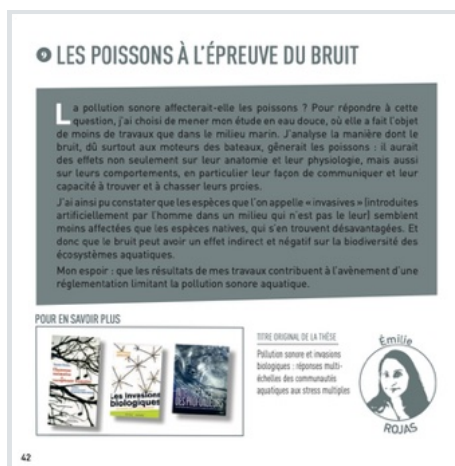 9 LES POISSONS À L'ÉPREUVE DU BRUIT
La pollution sonore affecterait-elle les poissons ? Pour répondre à cette
question, j'ai choisi de mener mon étude en eau douce, où elle a fait l'objet
de moins de travaux que dans le milieu marin. J'analyse la manière dont le
bruit, dû surtout aux moteurs des bateaux, gênerait les poissons : il aurait
des effets non seulement sur leur anatomie et leur physiologie, mais aussi
sur leurs comportements, en particulier leur façon de communiquer et leur
capacité à trouver et à chasser leurs proies.
J'ai ainsi pu constater que les espèces que l'on appelle « invasives » (introduites
artificiellement par l'homme dans un milieu qui n'est pas le leur) semblent
moins affectées que les espèces natives, qui s'en trouvent désavantagées. Et
donc que le bruit peut avoir un effet indirect et négatif sur la biodiversité des
écosystèmes aquatiques.
Mon espoir : que les résultats de mes travaux contribuent à l'avènement d'une
réglementation limitant la pollution sonore aquatique.
POUR EN SAVOIR PLUS
Les invasions
biologiques
TITRE ORIGINAL DE LA THÈSE
Pollution sonore et invasions
biologiques : réponses multi-
échelles des communautés
aquatiques aux stress multiples
Émilie
ROJAS
42